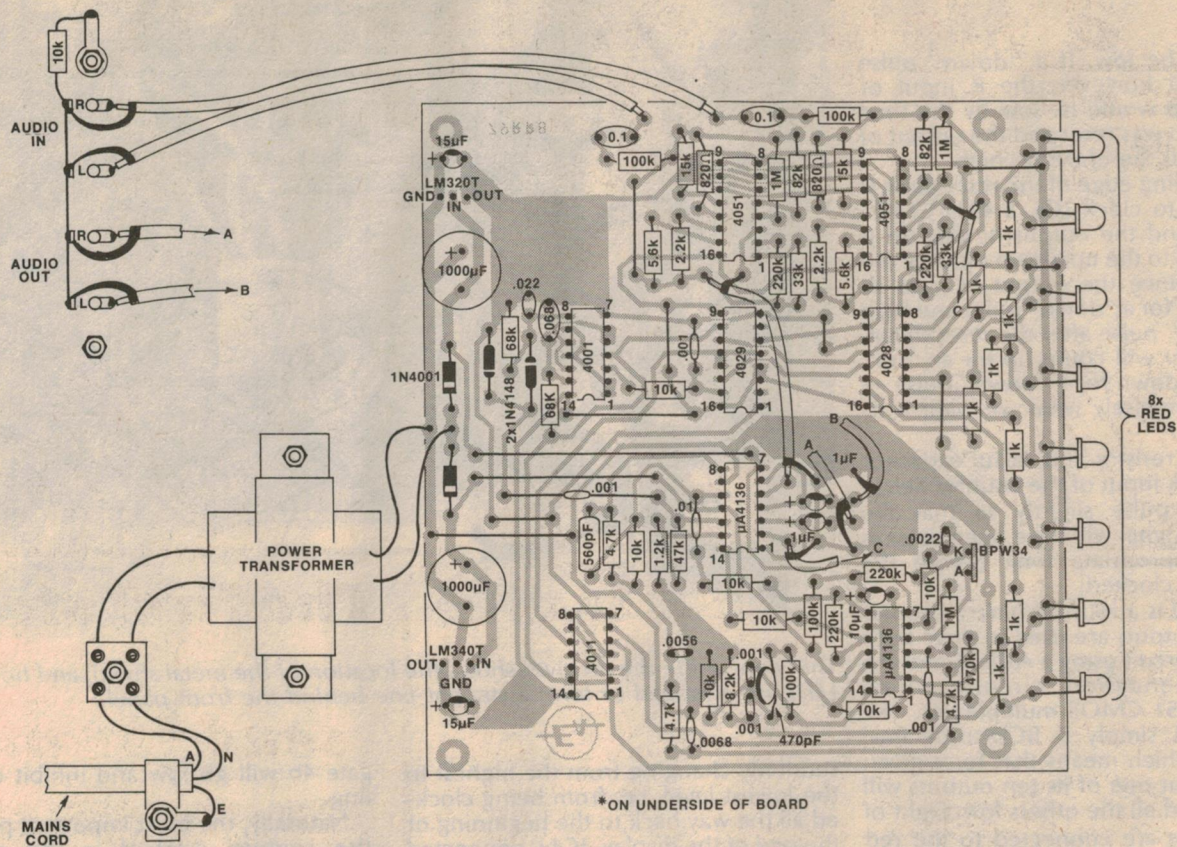 10k
R
AUDIO
IN
L
R
AUDIO
OUT
L
A
B
15µF
LM320T
GND IN OUT
1000µF
.022
.068
68k
8
7
4001
14
1
1N4001
2x1N4148
68K
0.1
100k
0.1
100k
15k
820Ω
9
8
4051
16
1
1M
82k
820Ω
15k
9
8
4051
16
1
82k
1M
5.6k
2.2k
220k
33k
2.2k
5.6k
220k
33k
1k
1k
C
1k
1k
1k
1k
9
8
.001
4029
10k
16
1
9
8
4028
16
1
8x
RED
LEDS
B
A
1µF
1µF
C
8
7
µA4136
14
1
.001
.01
560pF
4.7k
10k
1.2k
47k
10k
POWER
TRANSFORMER
1000µF
LM340T
OUT IN
GND
15µF
8
7
4011
14
1
.0022
K
A
*BPW34
220k
10k
10k
100k
220k
10µF
8
7
µA4136
14
1
1M
470k
1k
1k
.0056
4.7k
10k
8.2k
.001
.001
.0068
100k
470pF
10k
.001
4.7k
EA
79RR8
A
N
E
MAINS
CORD
*ON UNDERSIDE OF BOARD